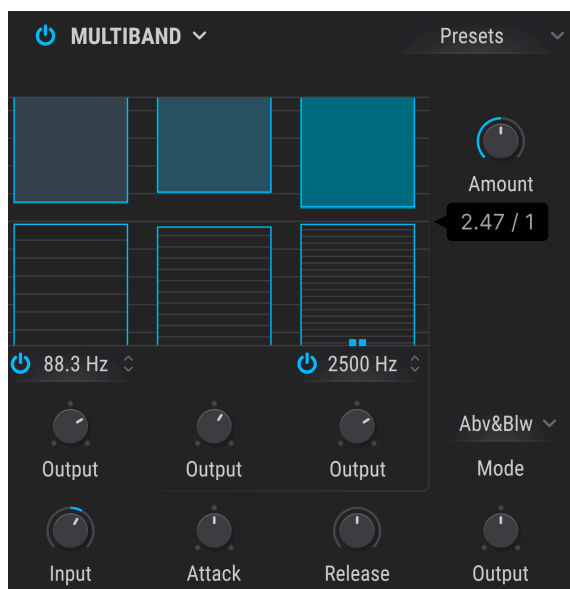 MULTIBAND
Presets
Amount
2.47 / 1
88.3 Hz
2500 Hz
Output
Output
Output
Abv&Blw
Mode
Input
Attack
Release
Output